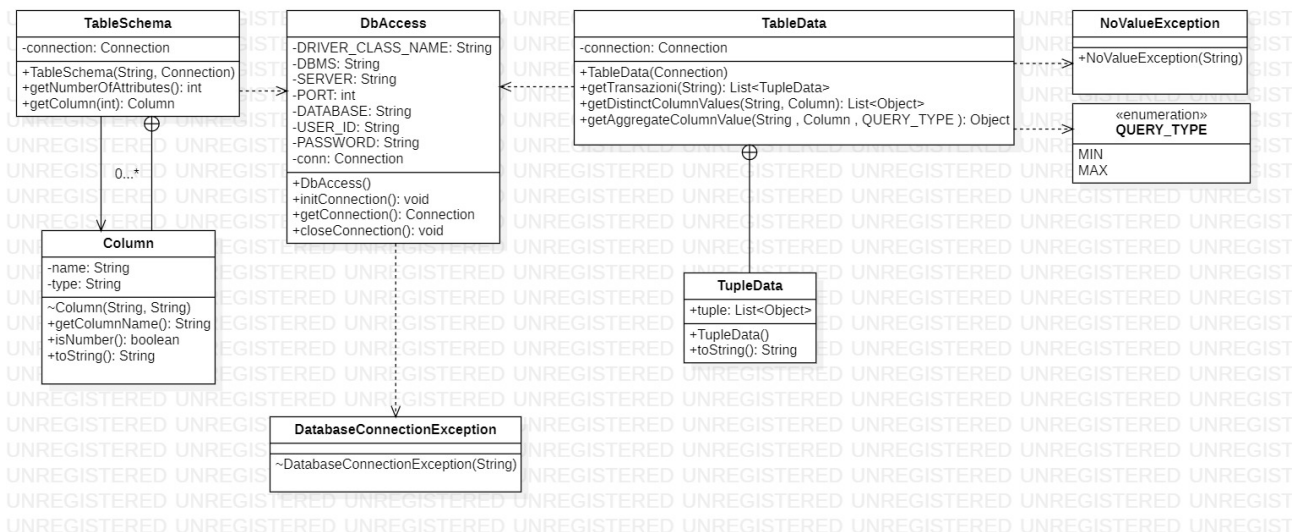 TableSchema
-connection: Connection
+TableSchema(String, Connection)
+getNumberOfAttributes(): int
+getColumn(int): Column
0...*
Column
-name: String
-type: String
~Column(String, String)
+getColumnName(): String
+isNumber(): boolean
+toString(): String
DbAccess
-DRIVER_CLASS_NAME: String
-DBMS: String
-SERVER: String
-PORT: int
-DATABASE: String
-USER_ID: String
-PASSWORD: String
-conn: Connection
+DbAccess()
+initConnection(): void
+getConnection(): Connection
+closeConnection(): void
DatabaseConnectionException
~DatabaseConnectionException(String)
TableData
-connection: Connection
+TableData(Connection)
+getTransazioni(String): List<TupleData>
+getDistinctColumnValues(String, Column): List<Object>
+getAggregateColumnValue(String , Column , QUERY_TYPE ): Object
TupleData
+tuple: List<Object>
+TupleData()
+toString(): String
NoValueException
+NoValueException(String)
«enumeration»
QUERY_TYPE
MIN
MAX
UNREGISTERED